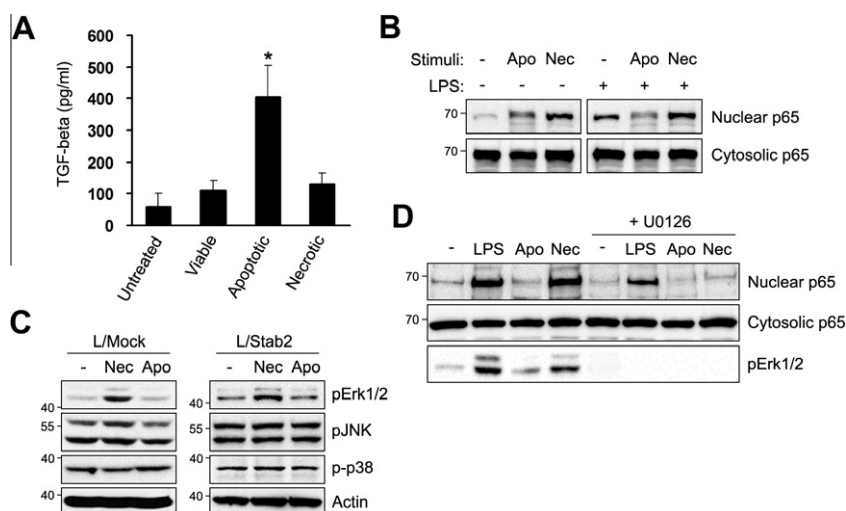 A
TGF-beta (pg/ml)
600
500
400
300
200
100
0
*
Untreated
Viable
Apoptotic
Necrotic
B
Stimuli: - Apo Nec - Apo Nec
LPS: - - - + + +
70 Nuclear p65
70 Cytosolic p65
C
L/Mock L/Stab2
- Nec Apo - Nec Apo
40 40 pErk1/2
55 55 pJNK
40 40 p-p38
40 40 Actin
D
+ U0126
- LPS Apo Nec - LPS Apo Nec
70 Nuclear p65
70 Cytosolic p65
pErk1/2